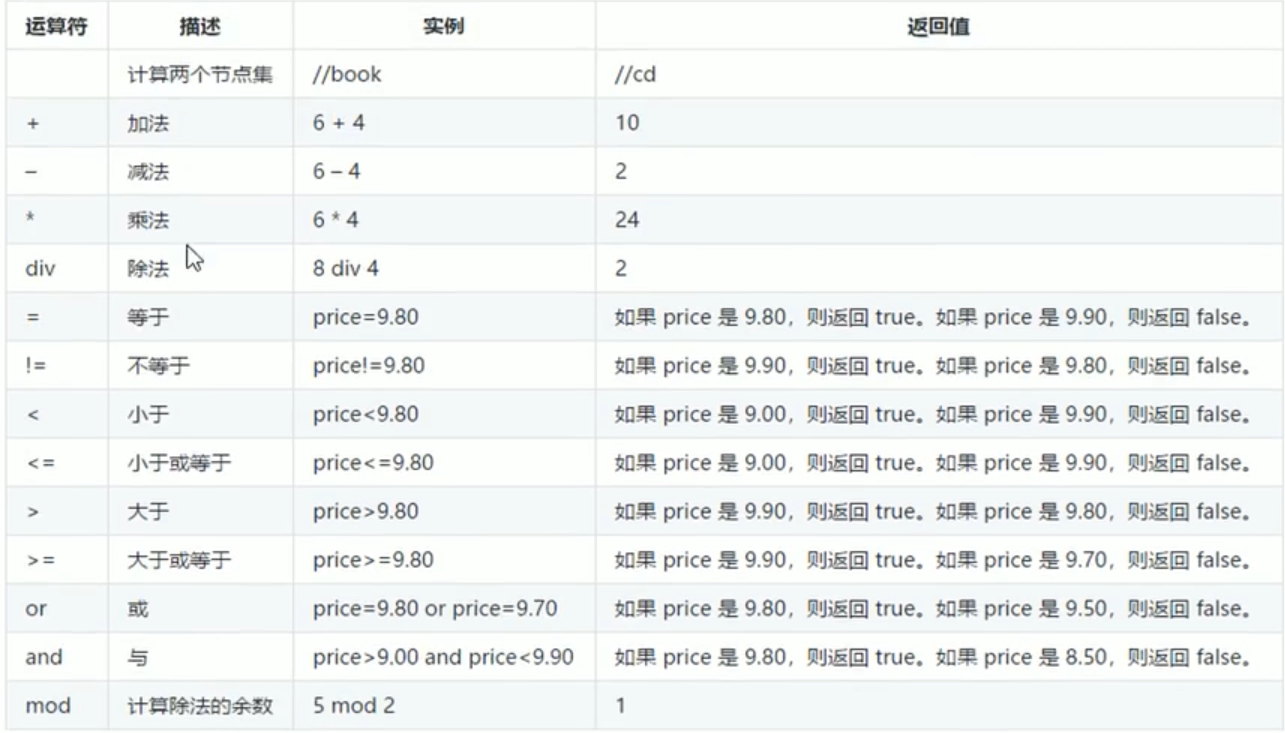 运算符 描述 实例 返回值
计算两个节点集 //book //cd
+ 加法 6 + 4 10
– 减法 6 – 4 2
* 乘法 6 * 4 24
div 除法 8 div 4 2
= 等于 price=9.80 如果 price 是 9.80，则返回 true。如果 price 是 9.90，则返回 false。
!= 不等于 price!=9.80 如果 price 是 9.90，则返回 true。如果 price 是 9.80，则返回 false。
< 小于 price<9.80 如果 price 是 9.00，则返回 true。如果 price 是 9.90，则返回 false。
<= 小于或等于 price<=9.80 如果 price 是 9.00，则返回 true。如果 price 是 9.90，则返回 false。
> 大于 price>9.80 如果 price 是 9.90，则返回 true。如果 price 是 9.80，则返回 false。
>= 大于或等于 price>=9.80 如果 price 是 9.90，则返回 true。如果 price 是 9.70，则返回 false。
or 或 price=9.80 or price=9.70 如果 price 是 9.80，则返回 true。如果 price 是 9.50，则返回 false。
and 与 price>9.00 and price<9.90 如果 price 是 9.80，则返回 true。如果 price 是 8.50，则返回 false。
mod 计算除法的余数 5 mod 2 1